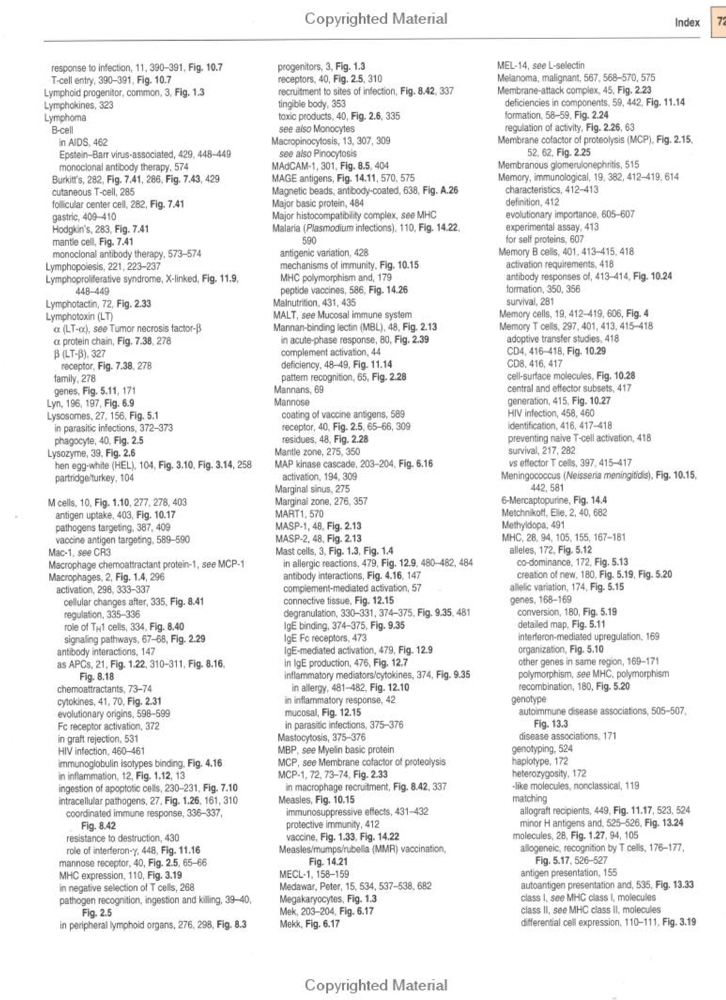 Copyrighted Material
Index
72
response to infection, 11, 390–391, Fig. 10.7
T-cell entry, 390–391, Fig. 10.7
Lymphoid progenitor, common, 3, Fig. 1.3
Lymphokines, 323
Lymphoma
B-cell
in AIDS, 462
Epstein–Barr virus-associated, 429, 448–449
monoclonal antibody therapy, 574
Burkitt's, 282, Fig. 7.41, 286, Fig. 7.43, 429
cutaneous T-cell, 285
follicular center cell, 282, Fig. 7.41
gastric, 409–410
Hodgkin's, 283, Fig. 7.41
mantle cell, Fig. 7.41
monoclonal antibody therapy, 573–574
Lymphopoiesis, 221, 223–237
Lymphoproliferative syndrome, X-linked, Fig. 11.9,
448–449
Lymphotactin, 72, Fig. 2.33
Lymphotoxin (LT)
α (LT-α), see Tumor necrosis factor-β
α protein chain, Fig. 7.38, 278
β (LT-β), 327
receptor, Fig. 7.38, 278
family, 278
genes, Fig. 5.11, 171
Lyn, 196, 197, Fig. 6.9
Lysosomes, 27, 156, Fig. 5.1
in parasitic infections, 372–373
phagocyte, 40, Fig. 2.5
Lysozyme, 39, Fig. 2.6
hen egg-white (HEL), 104, Fig. 3.10, Fig. 3.14, 258
partridge/turkey, 104
M cells, 10, Fig. 1.10, 277, 278, 403
antigen uptake, 403, Fig. 10.17
pathogens targeting, 387, 409
vaccine antigen targeting, 589–590
Mac-1, see CR3
Macrophage chemoattractant protein-1, see MCP-1
Macrophages, 2, Fig. 1.4, 296
activation, 298, 333–337
cellular changes after, 335, Fig. 8.41
regulation, 335–336
role of TH1 cells, 334, Fig. 8.40
signaling pathways, 67–68, Fig. 2.29
antibody interactions, 147
as APCs, 21, Fig. 1.22, 310–311, Fig. 8.16,
Fig. 8.18
chemoattractants, 73–74
cytokines, 41, 70, Fig. 2.31
evolutionary origins, 598–599
Fc receptor activation, 372
in graft rejection, 531
HIV infection, 460–461
immunoglobulin isotypes binding, Fig. 4.16
in inflammation, 12, Fig. 1.12, 13
ingestion of apoptotic cells, 230–231, Fig. 7.10
intracellular pathogens, 27, Fig. 1.26, 161, 310
coordinated immune response, 336–337,
Fig. 8.42
resistance to destruction, 430
role of interferon-γ, 448, Fig. 11.16
mannose receptor, 40, Fig. 2.5, 65–66
MHC expression, 110, Fig. 3.19
in negative selection of T cells, 268
pathogen recognition, ingestion and killing, 39–40,
Fig. 2.5
in peripheral lymphoid organs, 276, 298, Fig. 8.3
progenitors, 3, Fig. 1.3
receptors, 40, Fig. 2.5, 310
recruitment to sites of infection, Fig. 8.42, 337
tingible body, 353
toxic products, 40, Fig. 2.6, 335
see also Monocytes
Macropinocytosis, 13, 307, 309
see also Pinocytosis
MAdCAM-1, 301, Fig. 8.5, 404
MAGE antigens, Fig. 14.11, 570, 575
Magnetic beads, antibody-coated, 638, Fig. A.26
Major basic protein, 484
Major histocompatibility complex, see MHC
Malaria (Plasmodium infections), 110, Fig. 14.22,
590
antigenic variation, 428
mechanisms of immunity, Fig. 10.15
MHC polymorphism and, 179
peptide vaccines, 586, Fig. 14.26
Malnutrition, 431, 435
MALT, see Mucosal immune system
Mannan-binding lectin (MBL), 48, Fig. 2.13
in acute-phase response, 80, Fig. 2.39
complement activation, 44
deficiency, 48–49, Fig. 11.14
pattern recognition, 65, Fig. 2.28
Mannans, 69
Mannose
coating of vaccine antigens, 589
receptor, 40, Fig. 2.5, 65–66, 309
residues, 48, Fig. 2.28
Mantle zone, 275, 350
MAP kinase cascade, 203–204, Fig. 6.16
activation, 194, 309
Marginal sinus, 275
Marginal zone, 276, 357
MART1, 570
MASP-1, 48, Fig. 2.13
MASP-2, 48, Fig. 2.13
Mast cells, 3, Fig. 1.3, Fig. 1.4
in allergic reactions, 479, Fig. 12.9, 480–482, 484
antibody interactions, Fig. 4.16, 147
complement-mediated activation, 57
connective tissue, Fig. 12.15
degranulation, 330–331, 374–375, Fig. 9.35, 481
IgE binding, 374–375, Fig. 9.35
IgE Fc receptors, 473
IgE-mediated activation, 479, Fig. 12.9
in IgE production, 476, Fig. 12.7
inflammatory mediators/cytokines, 374, Fig. 9.35
in allergy, 481–482, Fig. 12.10
in inflammatory response, 42
mucosal, Fig. 12.15
in parasitic infections, 375–376
Mastocytosis, 375–376
MBP, see Myelin basic protein
MCP, see Membrane cofactor of proteolysis
MCP-1, 72, 73–74, Fig. 2.33
in macrophage recruitment, Fig. 8.42, 337
Measles, Fig. 10.15
immunosuppressive effects, 431–432
protective immunity, 412
vaccine, Fig. 1.33, Fig. 14.22
Measles/mumps/rubella (MMR) vaccination,
Fig. 14.21
MECL-1, 158–159
Medawar, Peter, 15, 534, 537–538, 682
Megakaryocytes, Fig. 1.3
Mek, 203–204, Fig. 6.17
Mekk, Fig. 6.17
MEL-14, see L-selectin
Melanoma, malignant, 567, 568–570, 575
Membrane-attack complex, 45, Fig. 2.23
deficiencies in components, 59, 442, Fig. 11.14
formation, 58–59, Fig. 2.24
regulation of activity, Fig. 2.26, 63
Membrane cofactor of proteolysis (MCP), Fig. 2.15,
52, 62, Fig. 2.25
Membranous glomerulonephritis, 515
Memory, immunological, 19, 382, 412–419, 614
characteristics, 412–413
definition, 412
evolutionary importance, 605–607
experimental assay, 413
for self proteins, 607
Memory B cells, 401, 413–415, 418
activation requirements, 418
antibody responses of, 413–414, Fig. 10.24
formation, 350, 356
survival, 281
Memory cells, 19, 412–419, 606, Fig. 4
Memory T cells, 297, 401, 413, 415–418
adoptive transfer studies, 418
CD4, 416–418, Fig. 10.29
CD8, 416, 417
cell-surface molecules, Fig. 10.28
central and effector subsets, 417
generation, 415, Fig. 10.27
HIV infection, 458, 460
identification, 416, 417–418
preventing naive T-cell activation, 418
survival, 217, 282
vs effector T cells, 397, 415–417
Meningococcus (Neisseria meningitidis), Fig. 10.15,
442, 581
6-Mercaptopurine, Fig. 14.4
Metchnikoff, Elie, 2, 40, 682
Methyldopa, 491
MHC, 28, 94, 105, 155, 167–181
alleles, 172, Fig. 5.12
co-dominance, 172, Fig. 5.13
creation of new, 180, Fig. 5.19, Fig. 5.20
allelic variation, 174, Fig. 5.15
genes, 168–169
conversion, 180, Fig. 5.19
detailed map, Fig. 5.11
interferon-mediated upregulation, 169
organization, Fig. 5.10
other genes in same region, 169–171
polymorphism, see MHC, polymorphism
recombination, 180, Fig. 5.20
genotype
autoimmune disease associations, 505–507,
Fig. 13.3
disease associations, 171
genotyping, 524
haplotype, 172
heterozygosity, 172
-like molecules, nonclassical, 119
matching
allograft recipients, 449, Fig. 11.17, 523, 524
minor H antigens and, 525–526, Fig. 13.24
molecules, 28, Fig. 1.27, 94, 105
allogeneic, recognition by T cells, 176–177,
Fig. 5.17, 526–527
antigen presentation, 155
autoantigen presentation and, 535, Fig. 13.33
class I, see MHC class I, molecules
class II, see MHC class II, molecules
differential cell expression, 110–111, Fig. 3.19
Copyrighted Material